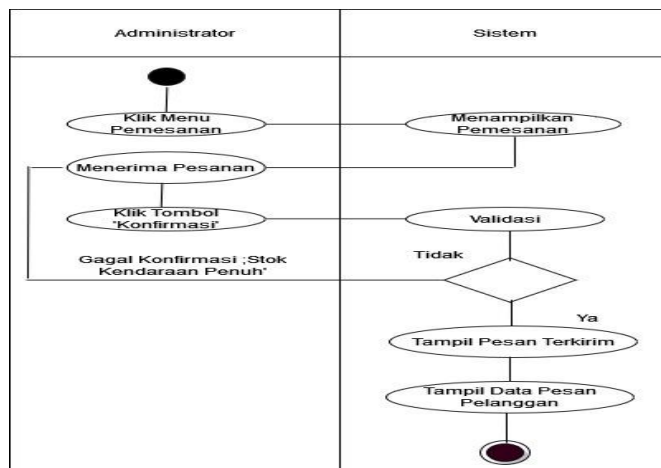 Administrator
Sistem
Klik Menu
Pemesanan
Menampilkan
Pemesanan
Menerima Pesanan
Klik Tombol
'Konfirmasi'
Validasi
Tidak
Gagal Konfirmasi ;Stok
Kendaraan Penuh'
Ya
Tampil Pesan Terkirim
Tampil Data Pesan
Pelanggan